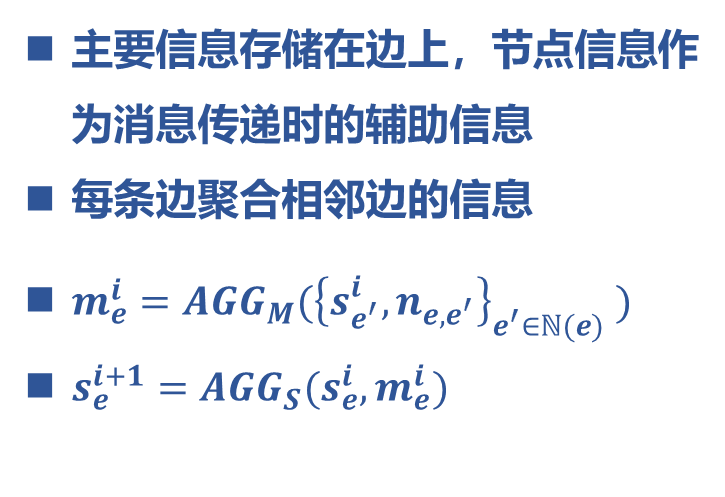 ■ 主要信息存储在边上，节点信息作
为消息传递时的辅助信息
■ 每条边聚合相邻边的信息
■ $m_e^i = AGG_M(\{s_{e'}^i, n_{e,e'}\}_{e' \in \mathbb{N}(e)})$
■ $s_e^{i+1} = AGG_S(s_e^i, m_e^i)$